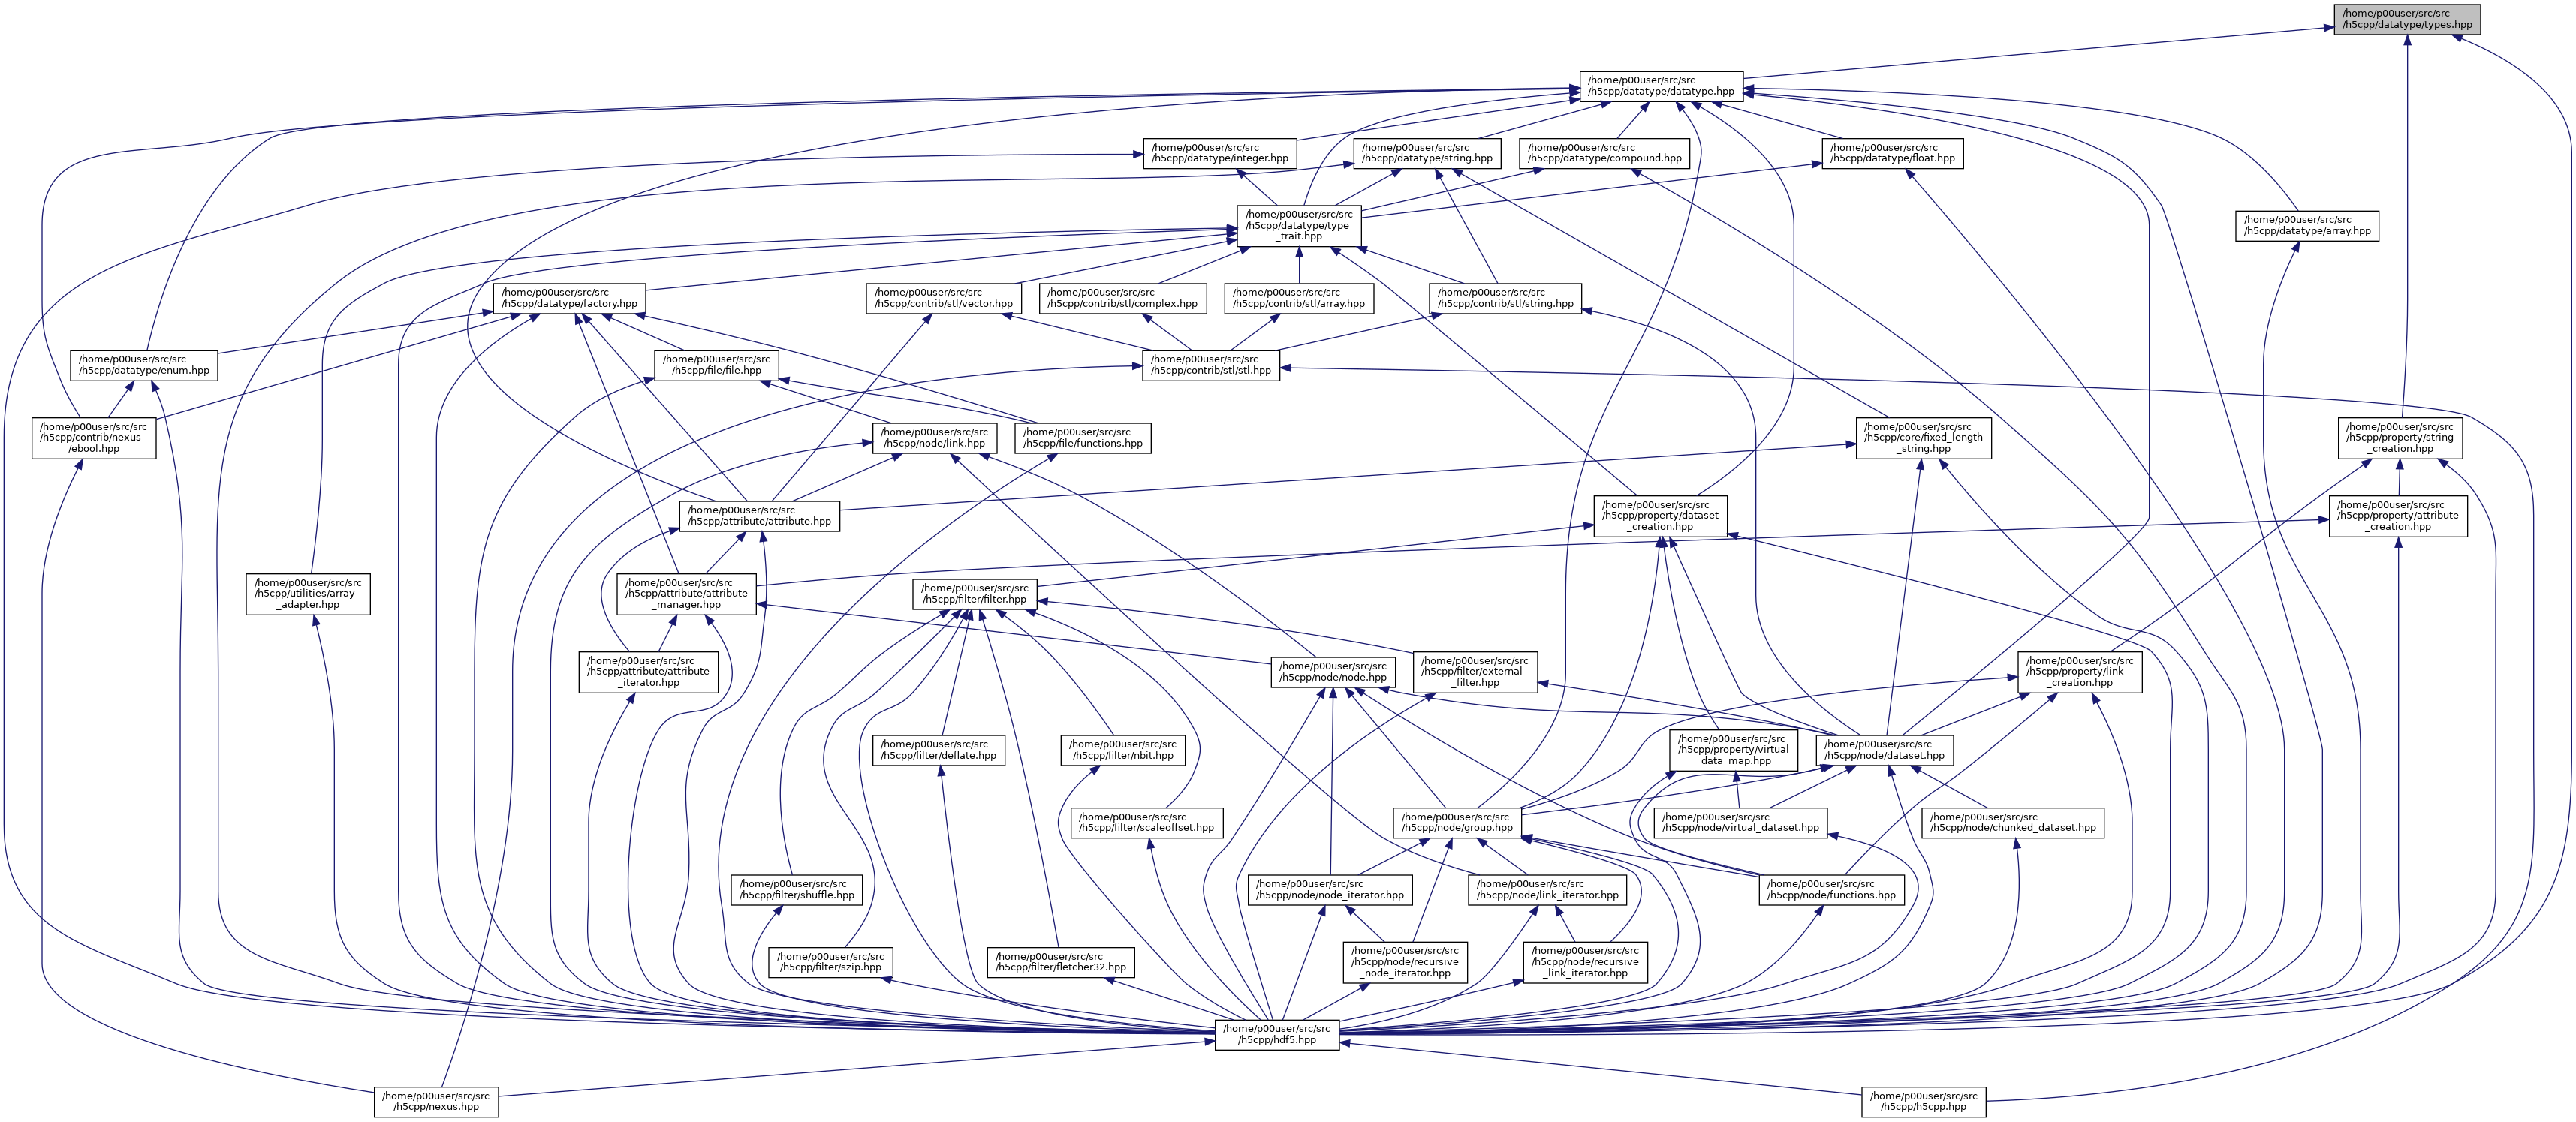 /home/p00user/src/src
/h5cpp/datatype/types.hpp
/home/p00user/src/src
/h5cpp/datatype/datatype.hpp
/home/p00user/src/src
/h5cpp/datatype/integer.hpp
/home/p00user/src/src
/h5cpp/datatype/string.hpp
/home/p00user/src/src
/h5cpp/datatype/compound.hpp
/home/p00user/src/src
/h5cpp/datatype/float.hpp
/home/p00user/src/src
/h5cpp/datatype/type
_trait.hpp
/home/p00user/src/src
/h5cpp/datatype/array.hpp
/home/p00user/src/src
/h5cpp/datatype/factory.hpp
/home/p00user/src/src
/h5cpp/contrib/stl/vector.hpp
/home/p00user/src/src
/h5cpp/contrib/stl/complex.hpp
/home/p00user/src/src
/h5cpp/contrib/stl/array.hpp
/home/p00user/src/src
/h5cpp/contrib/stl/string.hpp
/home/p00user/src/src
/h5cpp/datatype/enum.hpp
/home/p00user/src/src
/h5cpp/file/file.hpp
/home/p00user/src/src
/h5cpp/contrib/stl/stl.hpp
/home/p00user/src/src
/h5cpp/contrib/nexus
/ebool.hpp
/home/p00user/src/src
/h5cpp/node/link.hpp
/home/p00user/src/src
/h5cpp/file/functions.hpp
/home/p00user/src/src
/h5cpp/core/fixed_length
_string.hpp
/home/p00user/src/src
/h5cpp/property/string
_creation.hpp
/home/p00user/src/src
/h5cpp/attribute/attribute.hpp
/home/p00user/src/src
/h5cpp/property/dataset
_creation.hpp
/home/p00user/src/src
/h5cpp/property/attribute
_creation.hpp
/home/p00user/src/src
/h5cpp/utilities/array
_adapter.hpp
/home/p00user/src/src
/h5cpp/attribute/attribute
_manager.hpp
/home/p00user/src/src
/h5cpp/filter/filter.hpp
/home/p00user/src/src
/h5cpp/attribute/attribute
_iterator.hpp
/home/p00user/src/src
/h5cpp/node/node.hpp
/home/p00user/src/src
/h5cpp/filter/external
_filter.hpp
/home/p00user/src/src
/h5cpp/property/link
_creation.hpp
/home/p00user/src/src
/h5cpp/filter/deflate.hpp
/home/p00user/src/src
/h5cpp/filter/nbit.hpp
/home/p00user/src/src
/h5cpp/property/virtual
_data_map.hpp
/home/p00user/src/src
/h5cpp/node/dataset.hpp
/home/p00user/src/src
/h5cpp/filter/scaleoffset.hpp
/home/p00user/src/src
/h5cpp/node/group.hpp
/home/p00user/src/src
/h5cpp/node/virtual_dataset.hpp
/home/p00user/src/src
/h5cpp/node/chunked_dataset.hpp
/home/p00user/src/src
/h5cpp/filter/shuffle.hpp
/home/p00user/src/src
/h5cpp/node/node_iterator.hpp
/home/p00user/src/src
/h5cpp/node/link_iterator.hpp
/home/p00user/src/src
/h5cpp/node/functions.hpp
/home/p00user/src/src
/h5cpp/filter/szip.hpp
/home/p00user/src/src
/h5cpp/filter/fletcher32.hpp
/home/p00user/src/src
/h5cpp/node/recursive
_node_iterator.hpp
/home/p00user/src/src
/h5cpp/node/recursive
_link_iterator.hpp
/home/p00user/src/src
/h5cpp/hdf5.hpp
/home/p00user/src/src
/h5cpp/nexus.hpp
/home/p00user/src/src
/h5cpp/h5cpp.hpp